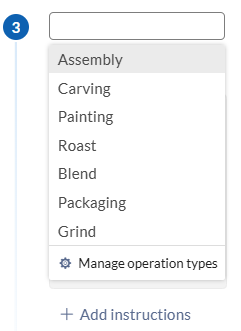 3
Assembly
Carving
Painting
Roast
Blend
Packaging
Grind
Manage operation types
+ Add instructions